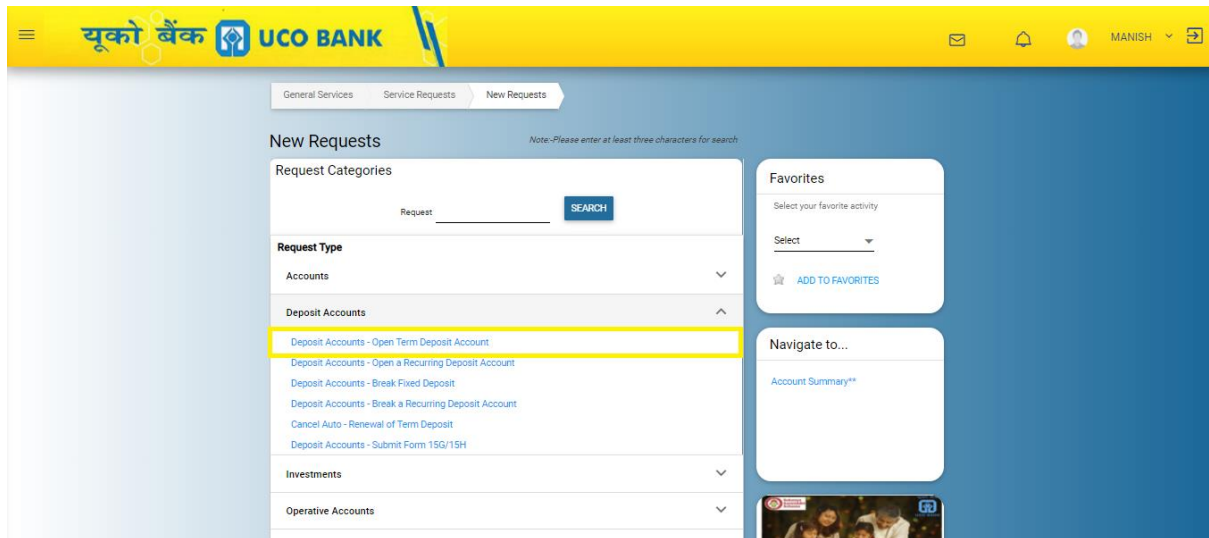 यूको बैंक UCO BANK
MANISH
General Services Service Requests New Requests
New Requests
Note:-Please enter at least three characters for search
Request Categories
Request SEARCH
Request Type
Accounts
Deposit Accounts
Deposit Accounts - Open Term Deposit Account
Deposit Accounts - Open a Recurring Deposit Account
Deposit Accounts - Break Fixed Deposit
Deposit Accounts - Break a Recurring Deposit Account
Cancel Auto - Renewal of Term Deposit
Deposit Accounts - Submit Form 15G/15H
Investments
Operative Accounts
Favorites
Select your favorite activity
Select
ADD TO FAVORITES
Navigate to...
Account Summary**